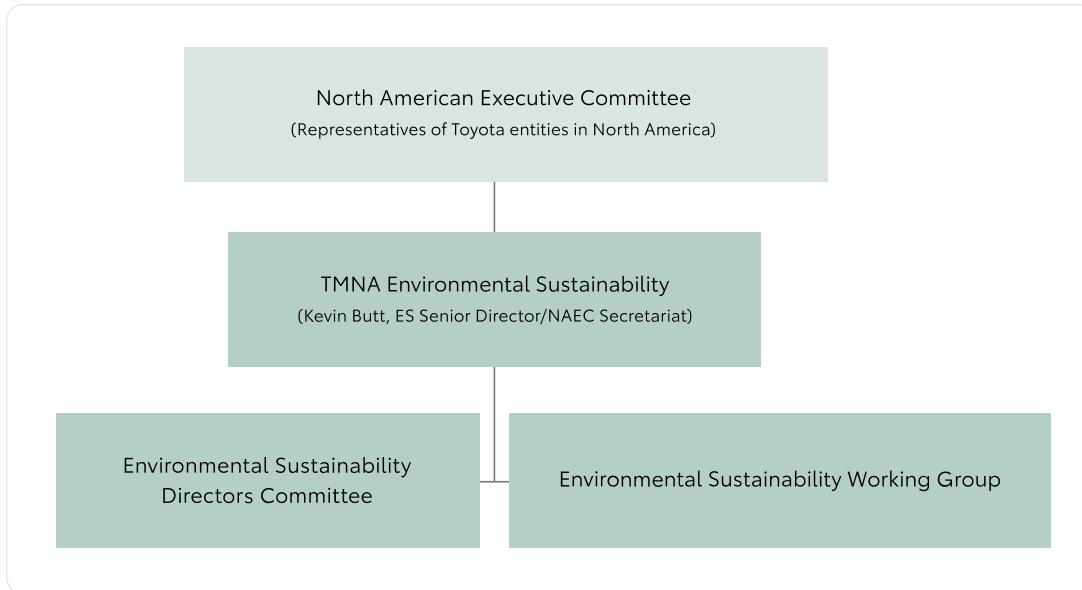 North American Executive Committee
(Representatives of Toyota entities in North America)
TMNA Environmental Sustainability
(Kevin Butt, ES Senior Director/NAEC Secretariat)
Environmental Sustainability
Directors Committee
Environmental Sustainability Working Group